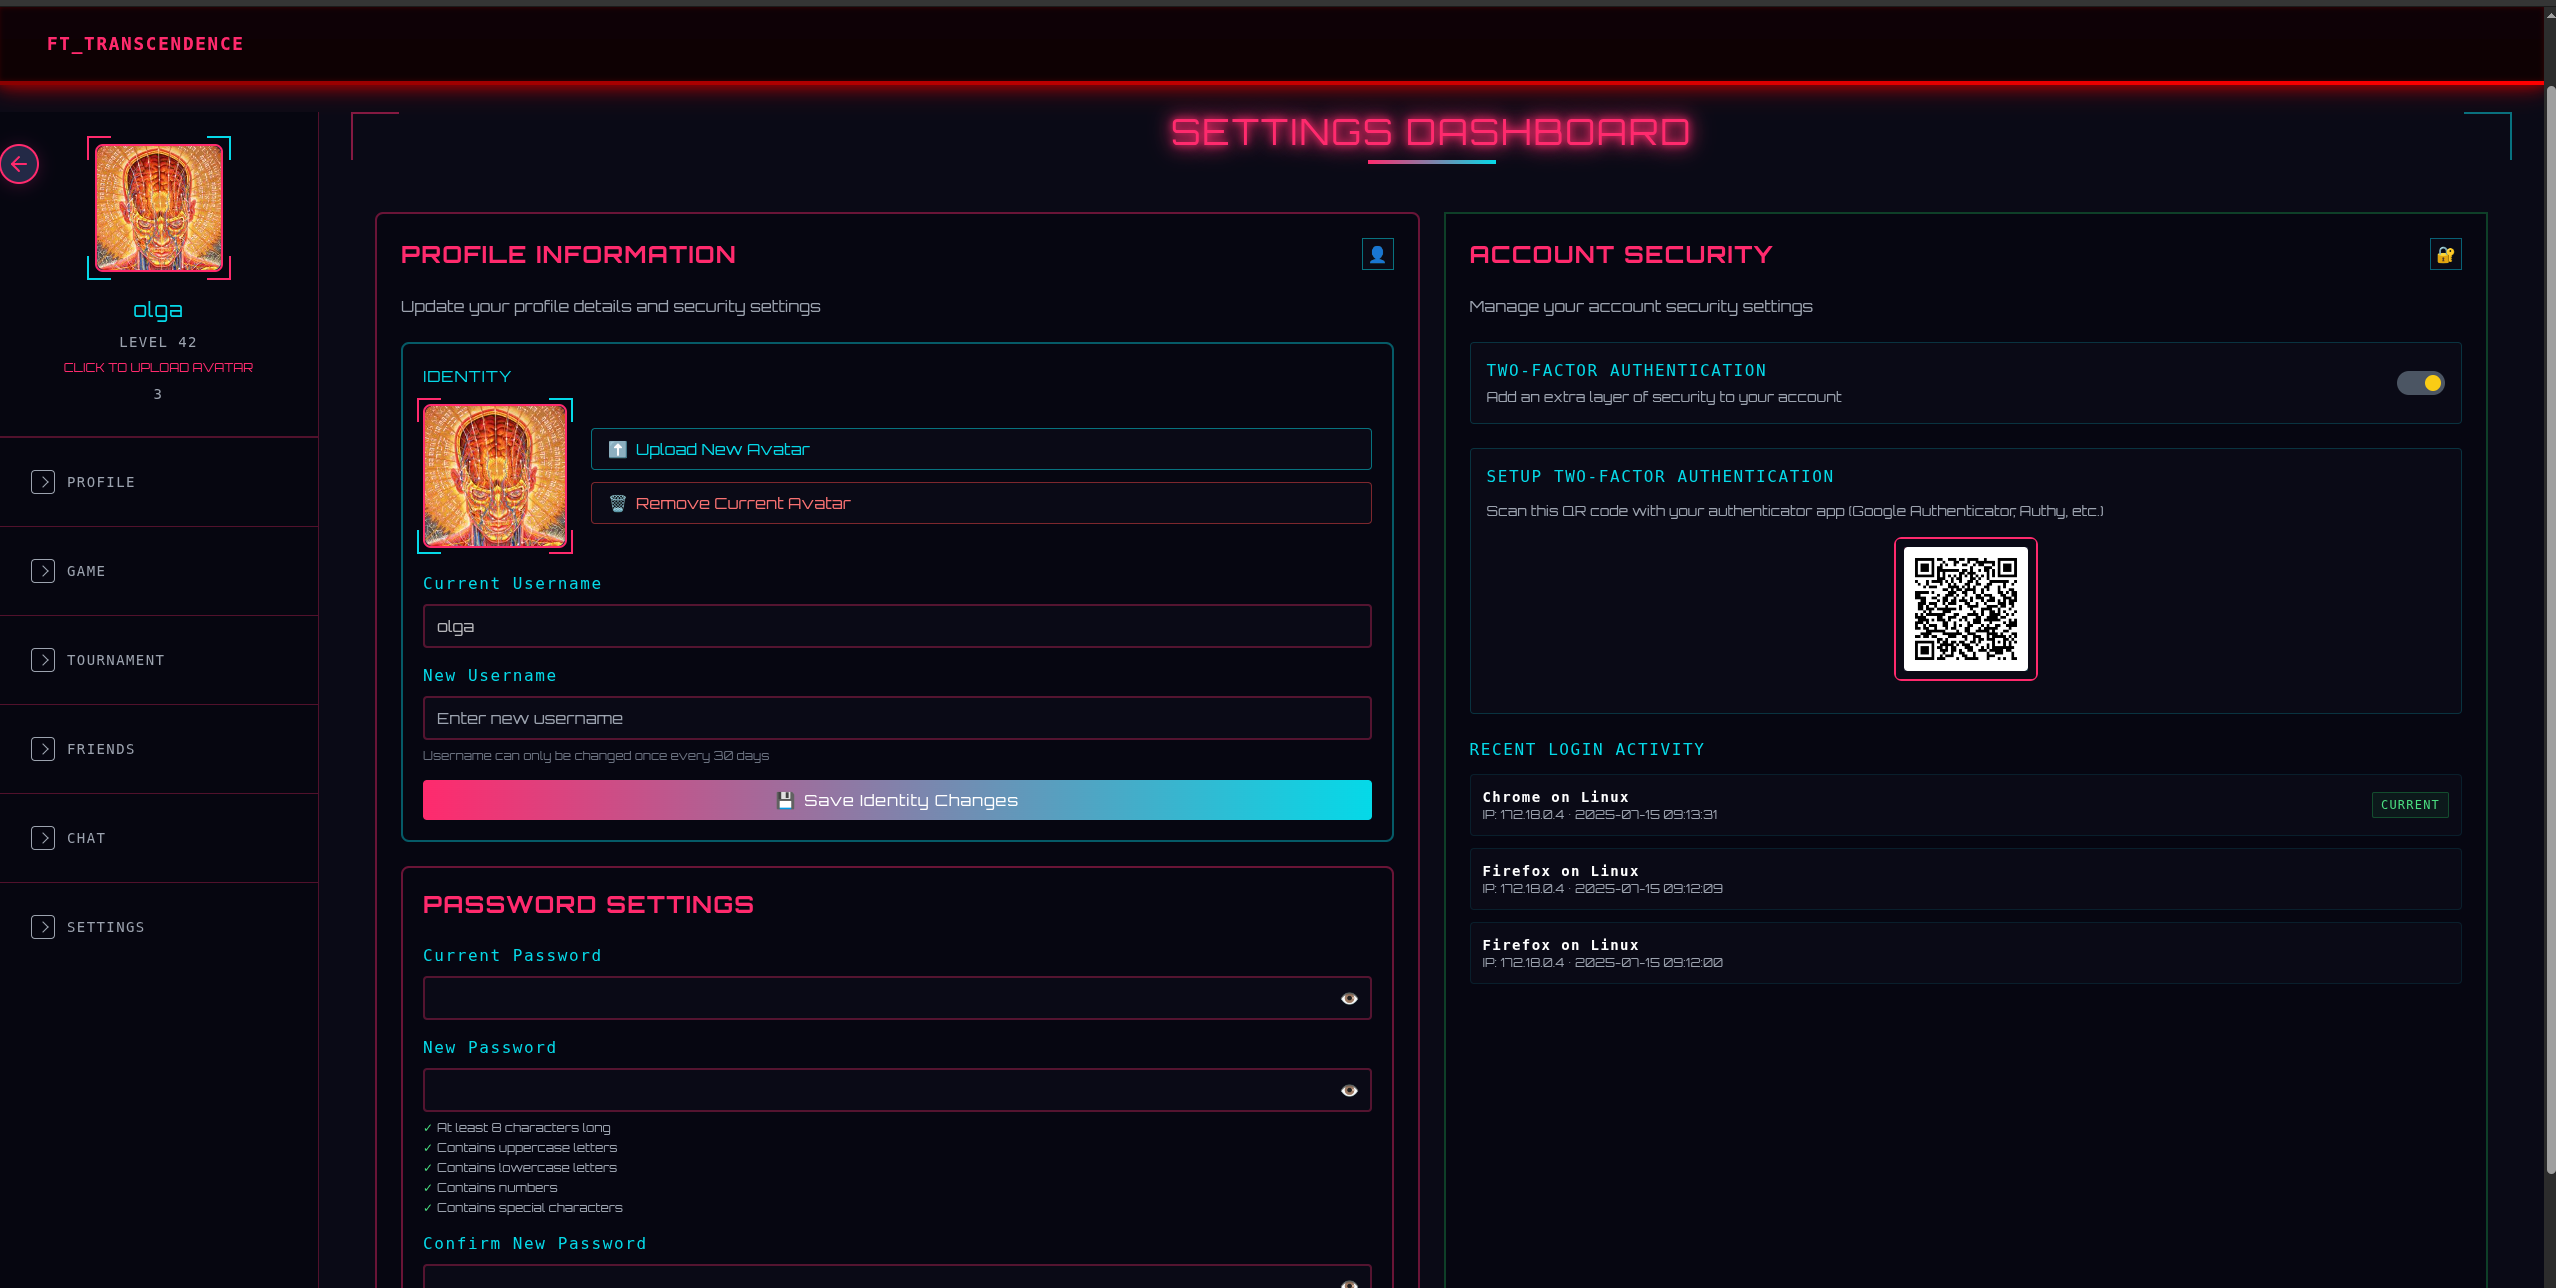 FT_TRANSCENDENCE
olga
LEVEL 42
CLICK TO UPLOAD AVATAR
3
PROFILE
GAME
TOURNAMENT
FRIENDS
CHAT
SETTINGS
SETTINGS DASHBOARD
PROFILE INFORMATION
Update your profile details and security settings
IDENTITY
Upload New Avatar
Remove Current Avatar
Current Username
olga
New Username
Enter new username
Username can only be changed once every 30 days
Save Identity Changes
PASSWORD SETTINGS
Current Password
New Password
✓ At least 8 characters long
✓ Contains uppercase letters
✓ Contains lowercase letters
✓ Contains numbers
✓ Contains special characters
Confirm New Password
ACCOUNT SECURITY
Manage your account security settings
TWO-FACTOR AUTHENTICATION
Add an extra layer of security to your account
SETUP TWO-FACTOR AUTHENTICATION
Scan this QR code with your authenticator app (Google Authenticator, Authy, etc.)
RECENT LOGIN ACTIVITY
Chrome on Linux
IP: 172.18.0.4 · 2025-07-15 09:13:31
CURRENT
Firefox on Linux
IP: 172.18.0.4 · 2025-07-15 09:12:09
Firefox on Linux
IP: 172.18.0.4 · 2025-07-15 09:12:00